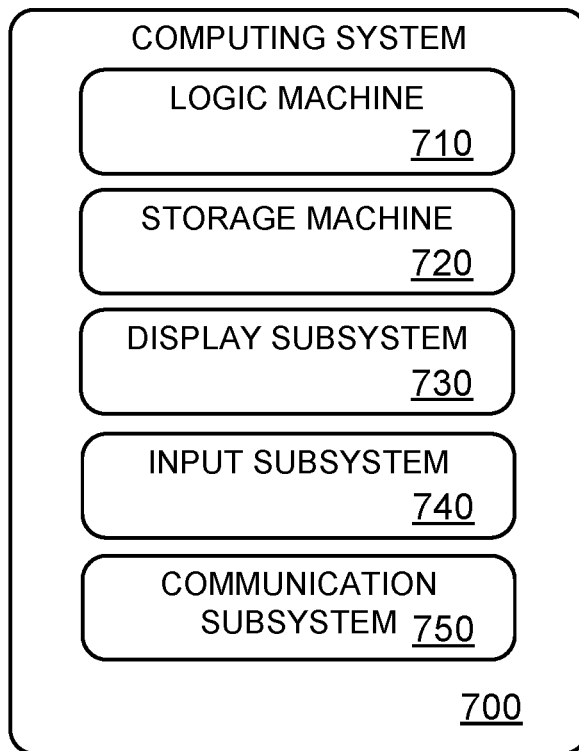 COMPUTING SYSTEM
LOGIC MACHINE
710
STORAGE MACHINE
720
DISPLAY SUBSYSTEM
730
INPUT SUBSYSTEM
740
COMMUNICATION
SUBSYSTEM 750
700